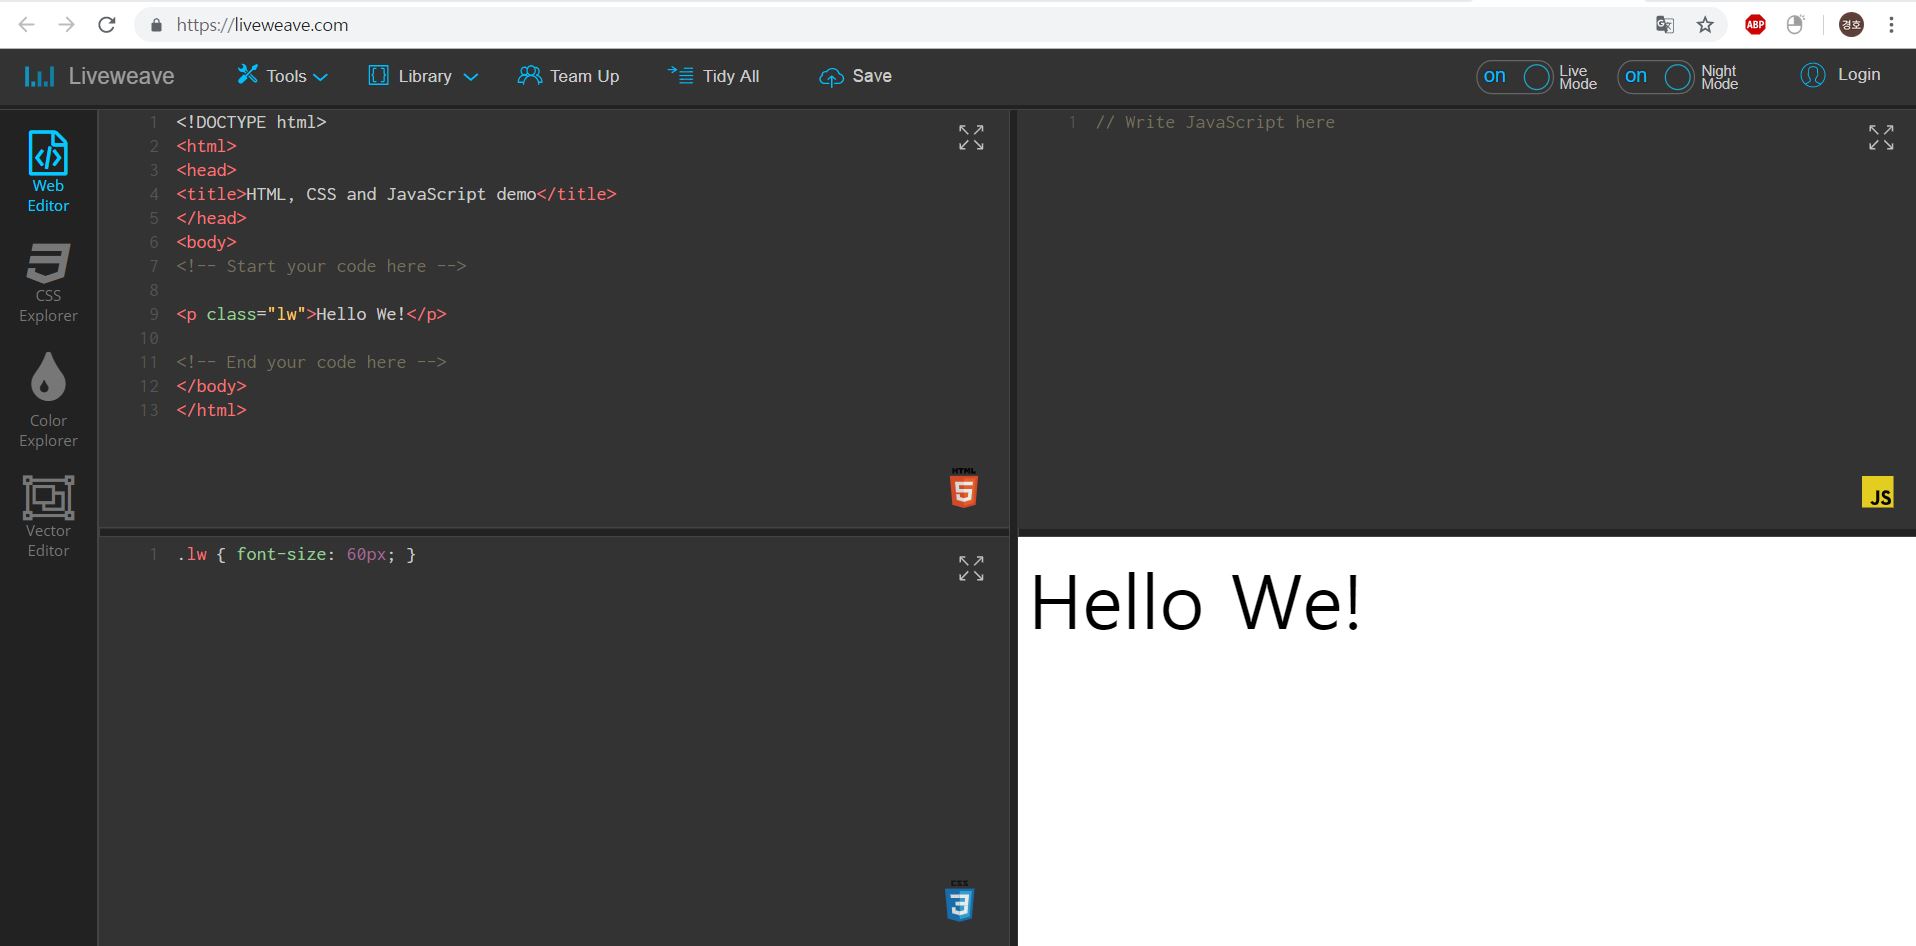 https://liveweave.com
ABP
경호
Liveweave
Tools
Library
Team Up
Tidy All
Save
on
Live
Mode
on
Night
Mode
Login
Web
Editor
CSS
Explorer
Color
Explorer
Vector
Editor
1 <!DOCTYPE html>
2 <html>
3 <head>
4 <title>HTML, CSS and JavaScript demo</title>
5 </head>
6 <body>
7 <!-- Start your code here -->
8
9 <p class="lw">Hello We!</p>
10
11 <!-- End your code here -->
12 </body>
13 </html>
HTML
5
1 // Write JavaScript here
JS
1 .lw { font-size: 60px; }
CSS
3
Hello We!